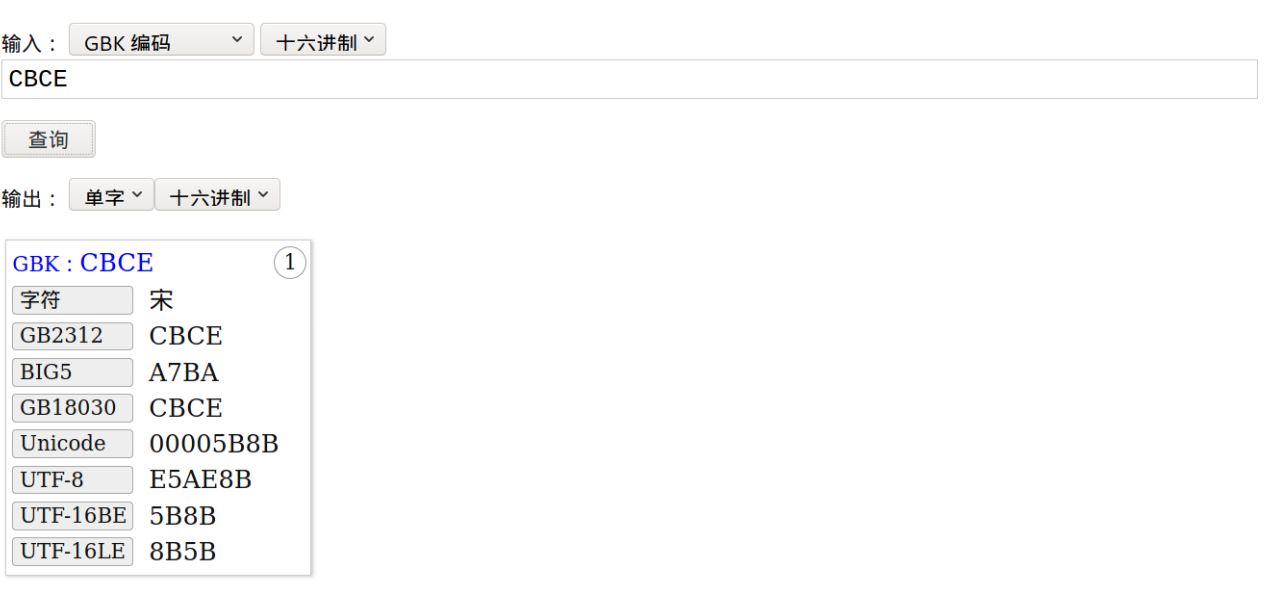 输入： GBK 编码 十六进制
CBCE
查询
输出： 单字 十六进制
GBK : CBCE 1
字符 宋
GB2312 CBCE
BIG5 A7BA
GB18030 CBCE
Unicode 00005B8B
UTF-8 E5AE8B
UTF-16BE 5B8B
UTF-16LE 8B5B